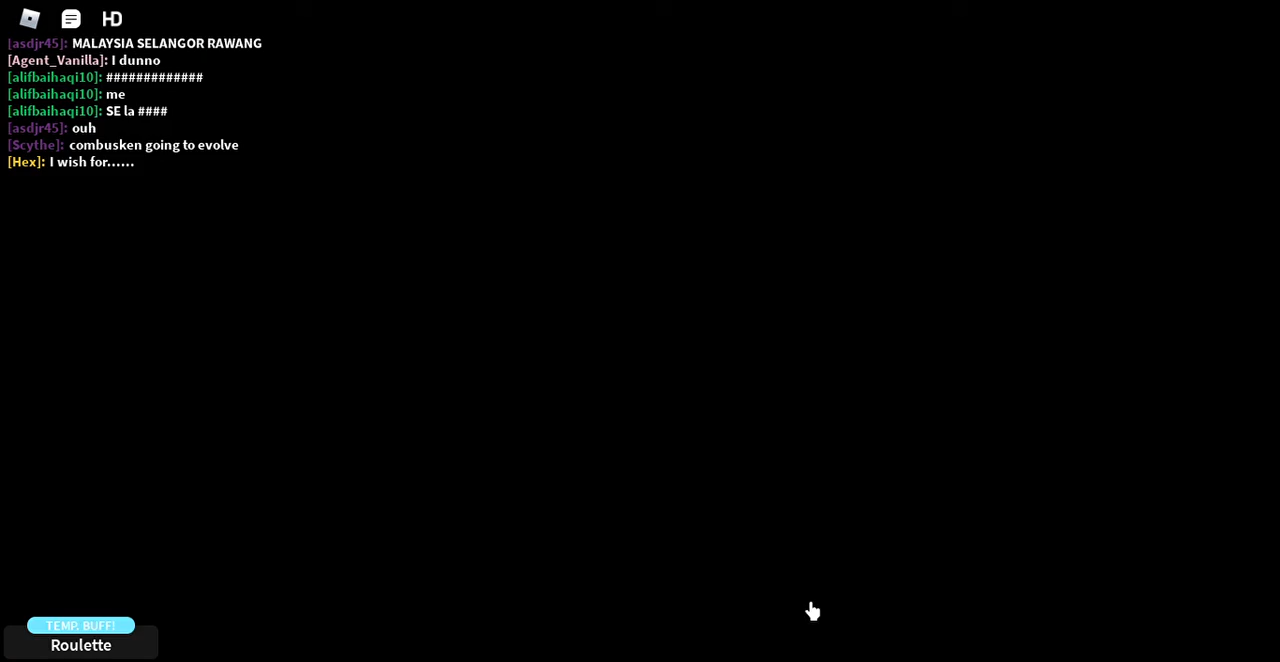 HD
[asdjr45]: MALAYSIA SELANGOR RAWANG
[Agent_Vanilla]: I dunno
[alifbaihaqi10]: #############
[alifbaihaqi10]: me
[alifbaihaqi10]: SE la ####
[asdjr45]: ouh
[Scythe]: combusken going to evolve
[Hex]: I wish for......
TEMP. BUFF!
Roulette